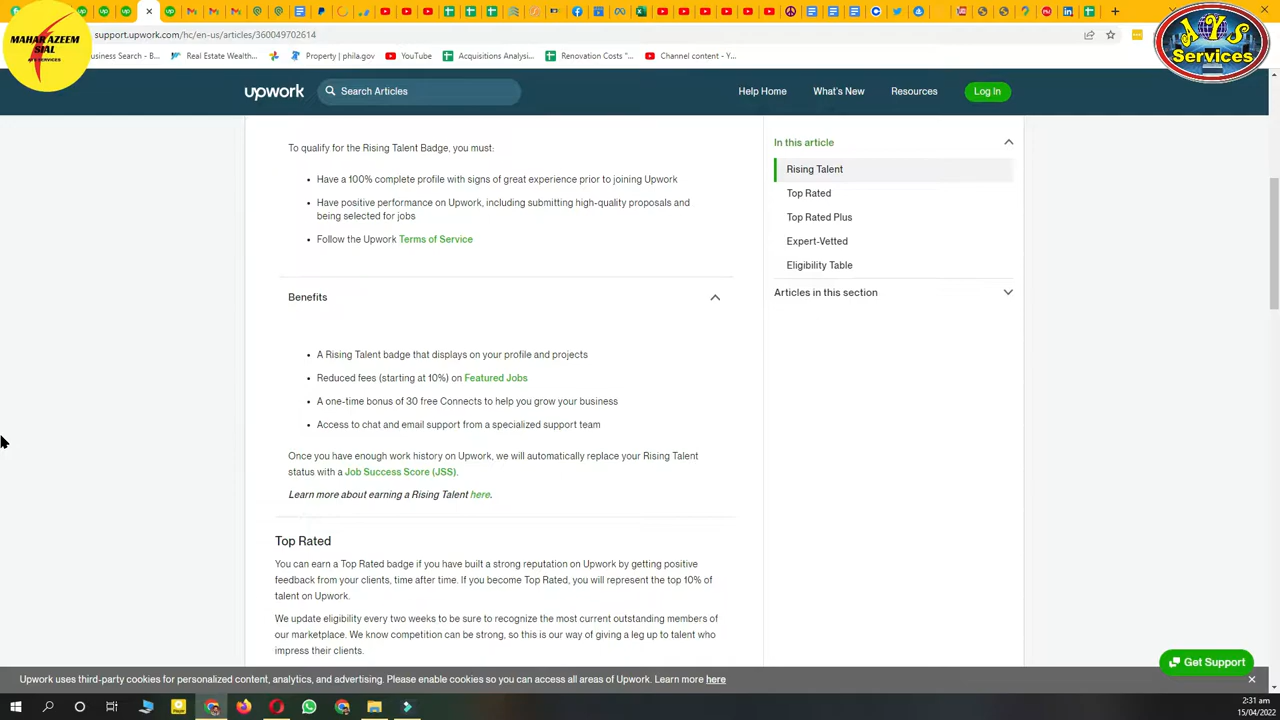 MAHAR AZEEM
SIAL
AYS SERVICES
support.upwork.com/hc/en-us/articles/360049702614
AYS
Services
usiness Search - B...
Real Estate Wealth...
Property | phila.gov
YouTube
Acquisitions Analysi...
Renovation Costs "...
Channel content - Y...
upwork
Search Articles
Help Home
What's New
Resources
Log In
To qualify for the Rising Talent Badge, you must:
• Have a 100% complete profile with signs of great experience prior to joining Upwork
• Have positive performance on Upwork, including submitting high-quality proposals and
being selected for jobs
• Follow the Upwork Terms of Service
Benefits
• A Rising Talent badge that displays on your profile and projects
• Reduced fees (starting at 10%) on Featured Jobs
• A one-time bonus of 30 free Connects to help you grow your business
• Access to chat and email support from a specialized support team
Once you have enough work history on Upwork, we will automatically replace your Rising Talent
status with a Job Success Score (JSS).
Learn more about earning a Rising Talent here.
Top Rated
You can earn a Top Rated badge if you have built a strong reputation on Upwork by getting positive
feedback from your clients, time after time. If you become Top Rated, you will represent the top 10% of
talent on Upwork.
We update eligibility every two weeks to be sure to recognize the most current outstanding members of
our marketplace. We know competition can be strong, so this is our way of giving a leg up to talent who
impress their clients.
In this article
Rising Talent
Top Rated
Top Rated Plus
Expert-Vetted
Eligibility Table
Articles in this section
Get Support
Upwork uses third-party cookies for personalized content, analytics, and advertising. Please enable cookies so you can access all areas of Upwork. Learn more here
2:31 am
15/04/2022